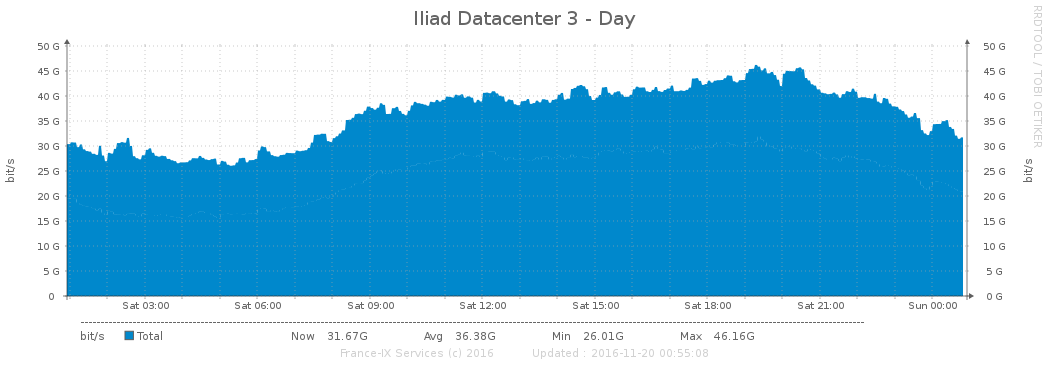 Iliad Datacenter 3 - Day
RRDTOOL / TOBI OETIKER
50 G 50 G
45 G 45 G
40 G 40 G
35 G 35 G
30 G 30 G
25 G 25 G
20 G 20 G
15 G 15 G
10 G 10 G
5 G 5 G
0 0 G
bit/s bit/s
Sat 03:00 Sat 06:00 Sat 09:00 Sat 12:00 Sat 15:00 Sat 18:00 Sat 21:00 Sun 00:00
bit/s Total Now 31.67G Avg 36.38G Min 26.01G Max 46.16G
France-IX Services (c) 2016 Updated : 2016-11-20 00:55:08